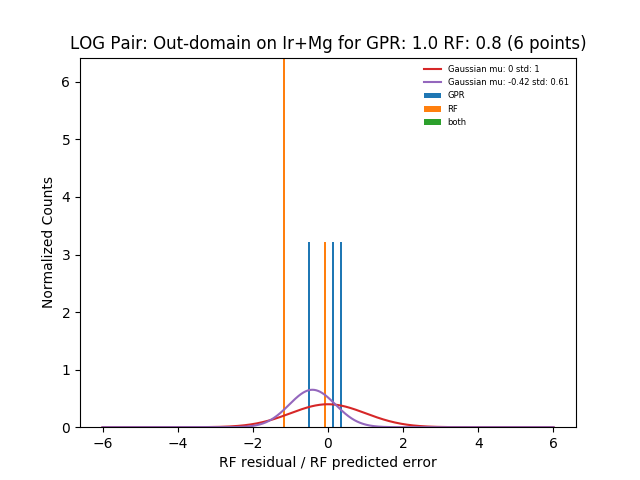 LOG Pair: Out-domain on Ir+Mg for GPR: 1.0 RF: 0.8 (6 points)
Gaussian mu: 0 std: 1
Gaussian mu: -0.42 std: 0.61
GPR
RF
both
Normalized Counts
6
5
4
3
2
1
0
−6 −4 −2 0 2 4 6
RF residual / RF predicted error